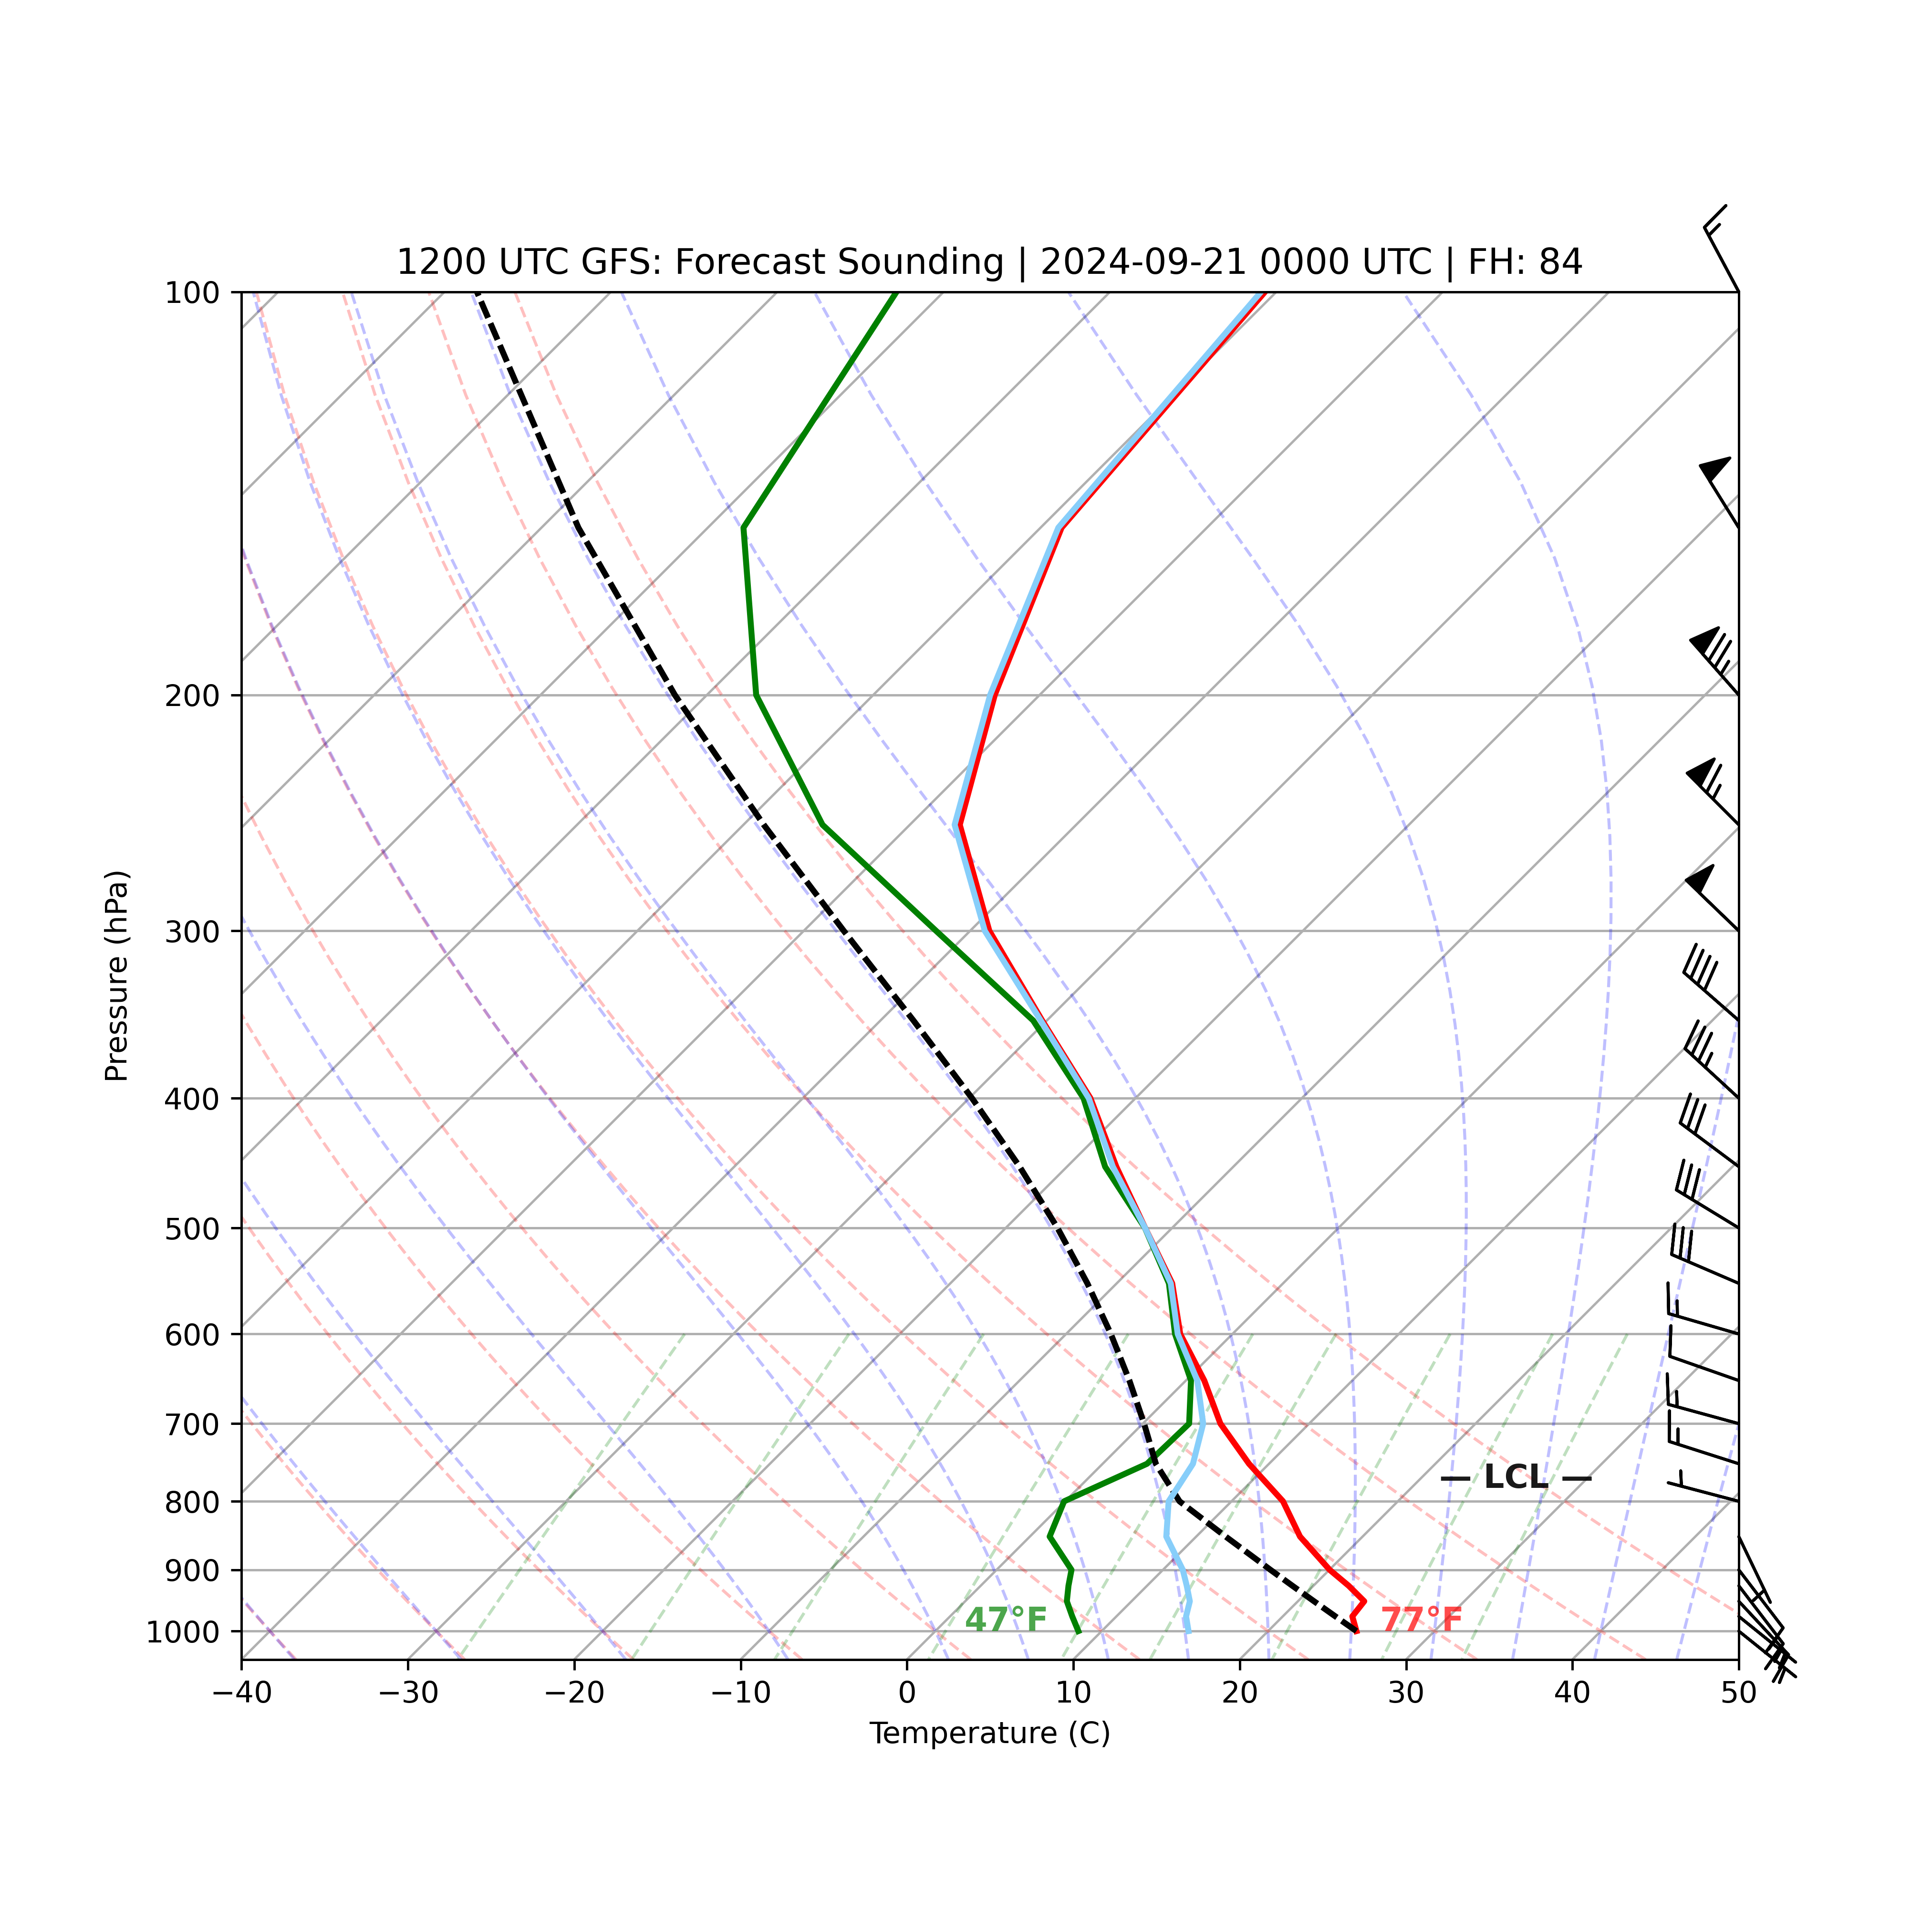 1200 UTC GFS: Forecast Sounding | 2024-09-21 0000 UTC | FH: 84
100
200
300
400
500
600
700
800
900
1000
Pressure (hPa)
— LCL —
47°F
77°F
−40 −30 −20 −10 0 10 20 30 40 50
Temperature (C)